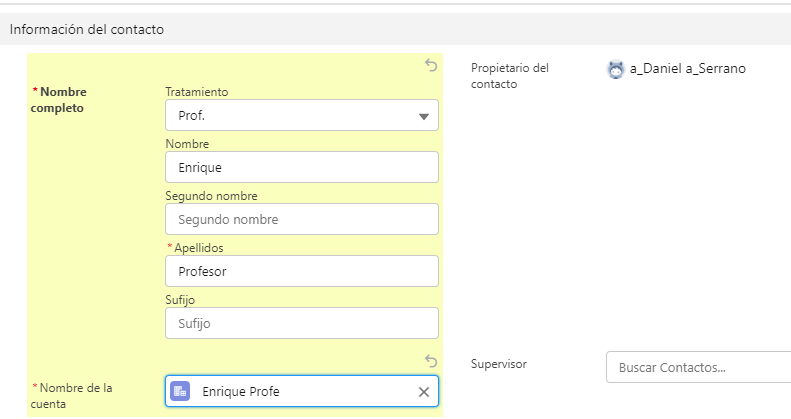 Información del contacto
* Nombre completo
Tratamiento
Prof.
Nombre
Enrique
Segundo nombre
Segundo nombre
* Apellidos
Profesor
Sufijo
Sufijo
* Nombre de la cuenta
Enrique Profe
Propietario del contacto
a_Daniel a_Serrano
Supervisor
Buscar Contactos...